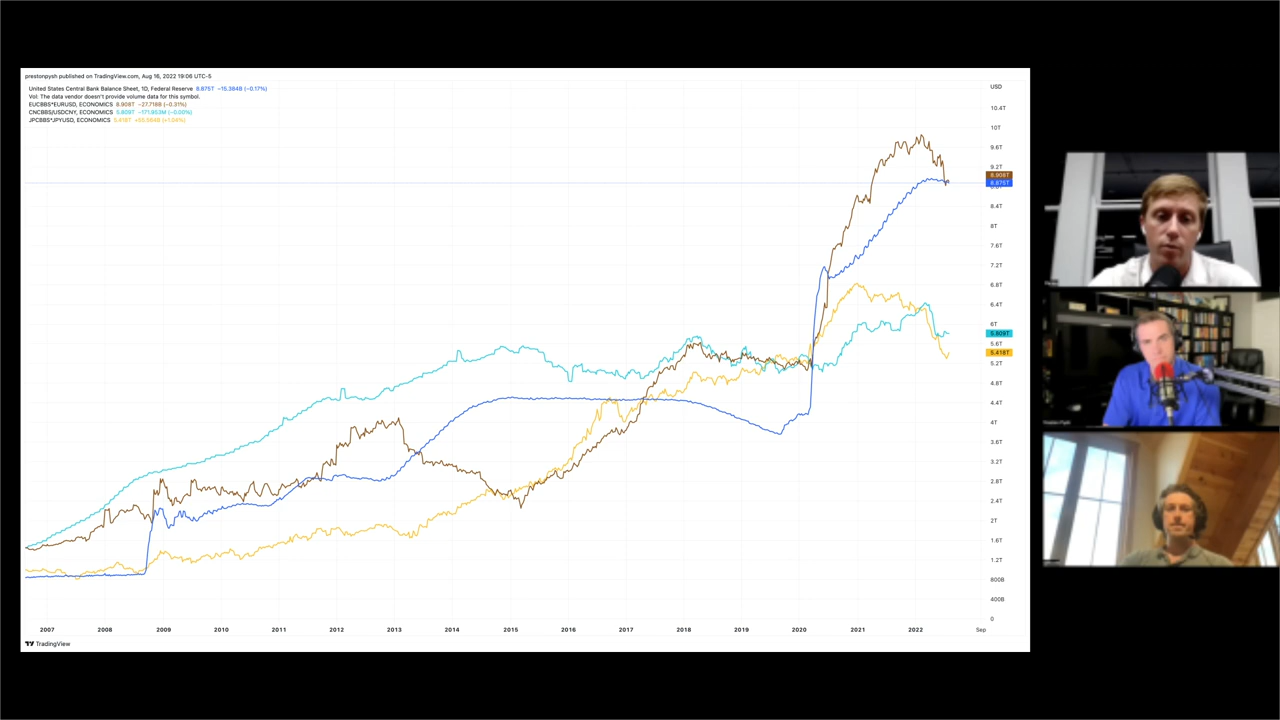 prestonpysh published on TradingView.com, Aug 16, 2022 19:06 UTC-5
United States Central Bank Balance Sheet, 1D, Federal Reserve 8.875T −15.384B (−0.17%)
Vol: The data vendor doesn't provide volume data for this symbol.
EUCBBS*EURUSD, ECONOMICS 8.908T −27.718B (−0.31%)
CNCBBS/USDCNY, ECONOMICS 5.809T −171.953M (−0.00%)
JPCBBS*JPYUSD, ECONOMICS 5.418T +55.564B (+1.04%)
USD
10.4T
10T
9.6T
9.2T
8.908T
8.875T
8.4T
8T
7.6T
7.2T
6.8T
6.4T
6T
5.809T
5.6T
5.418T
5.2T
4.8T
4.4T
4T
3.6T
3.2T
2.8T
2.4T
2T
1.6T
1.2T
800B
400B
0
2007 2008 2009 2010 2011 2012 2013 2014 2015 2016 2017 2018 2019 2020 2021 2022 Sep
TradingView